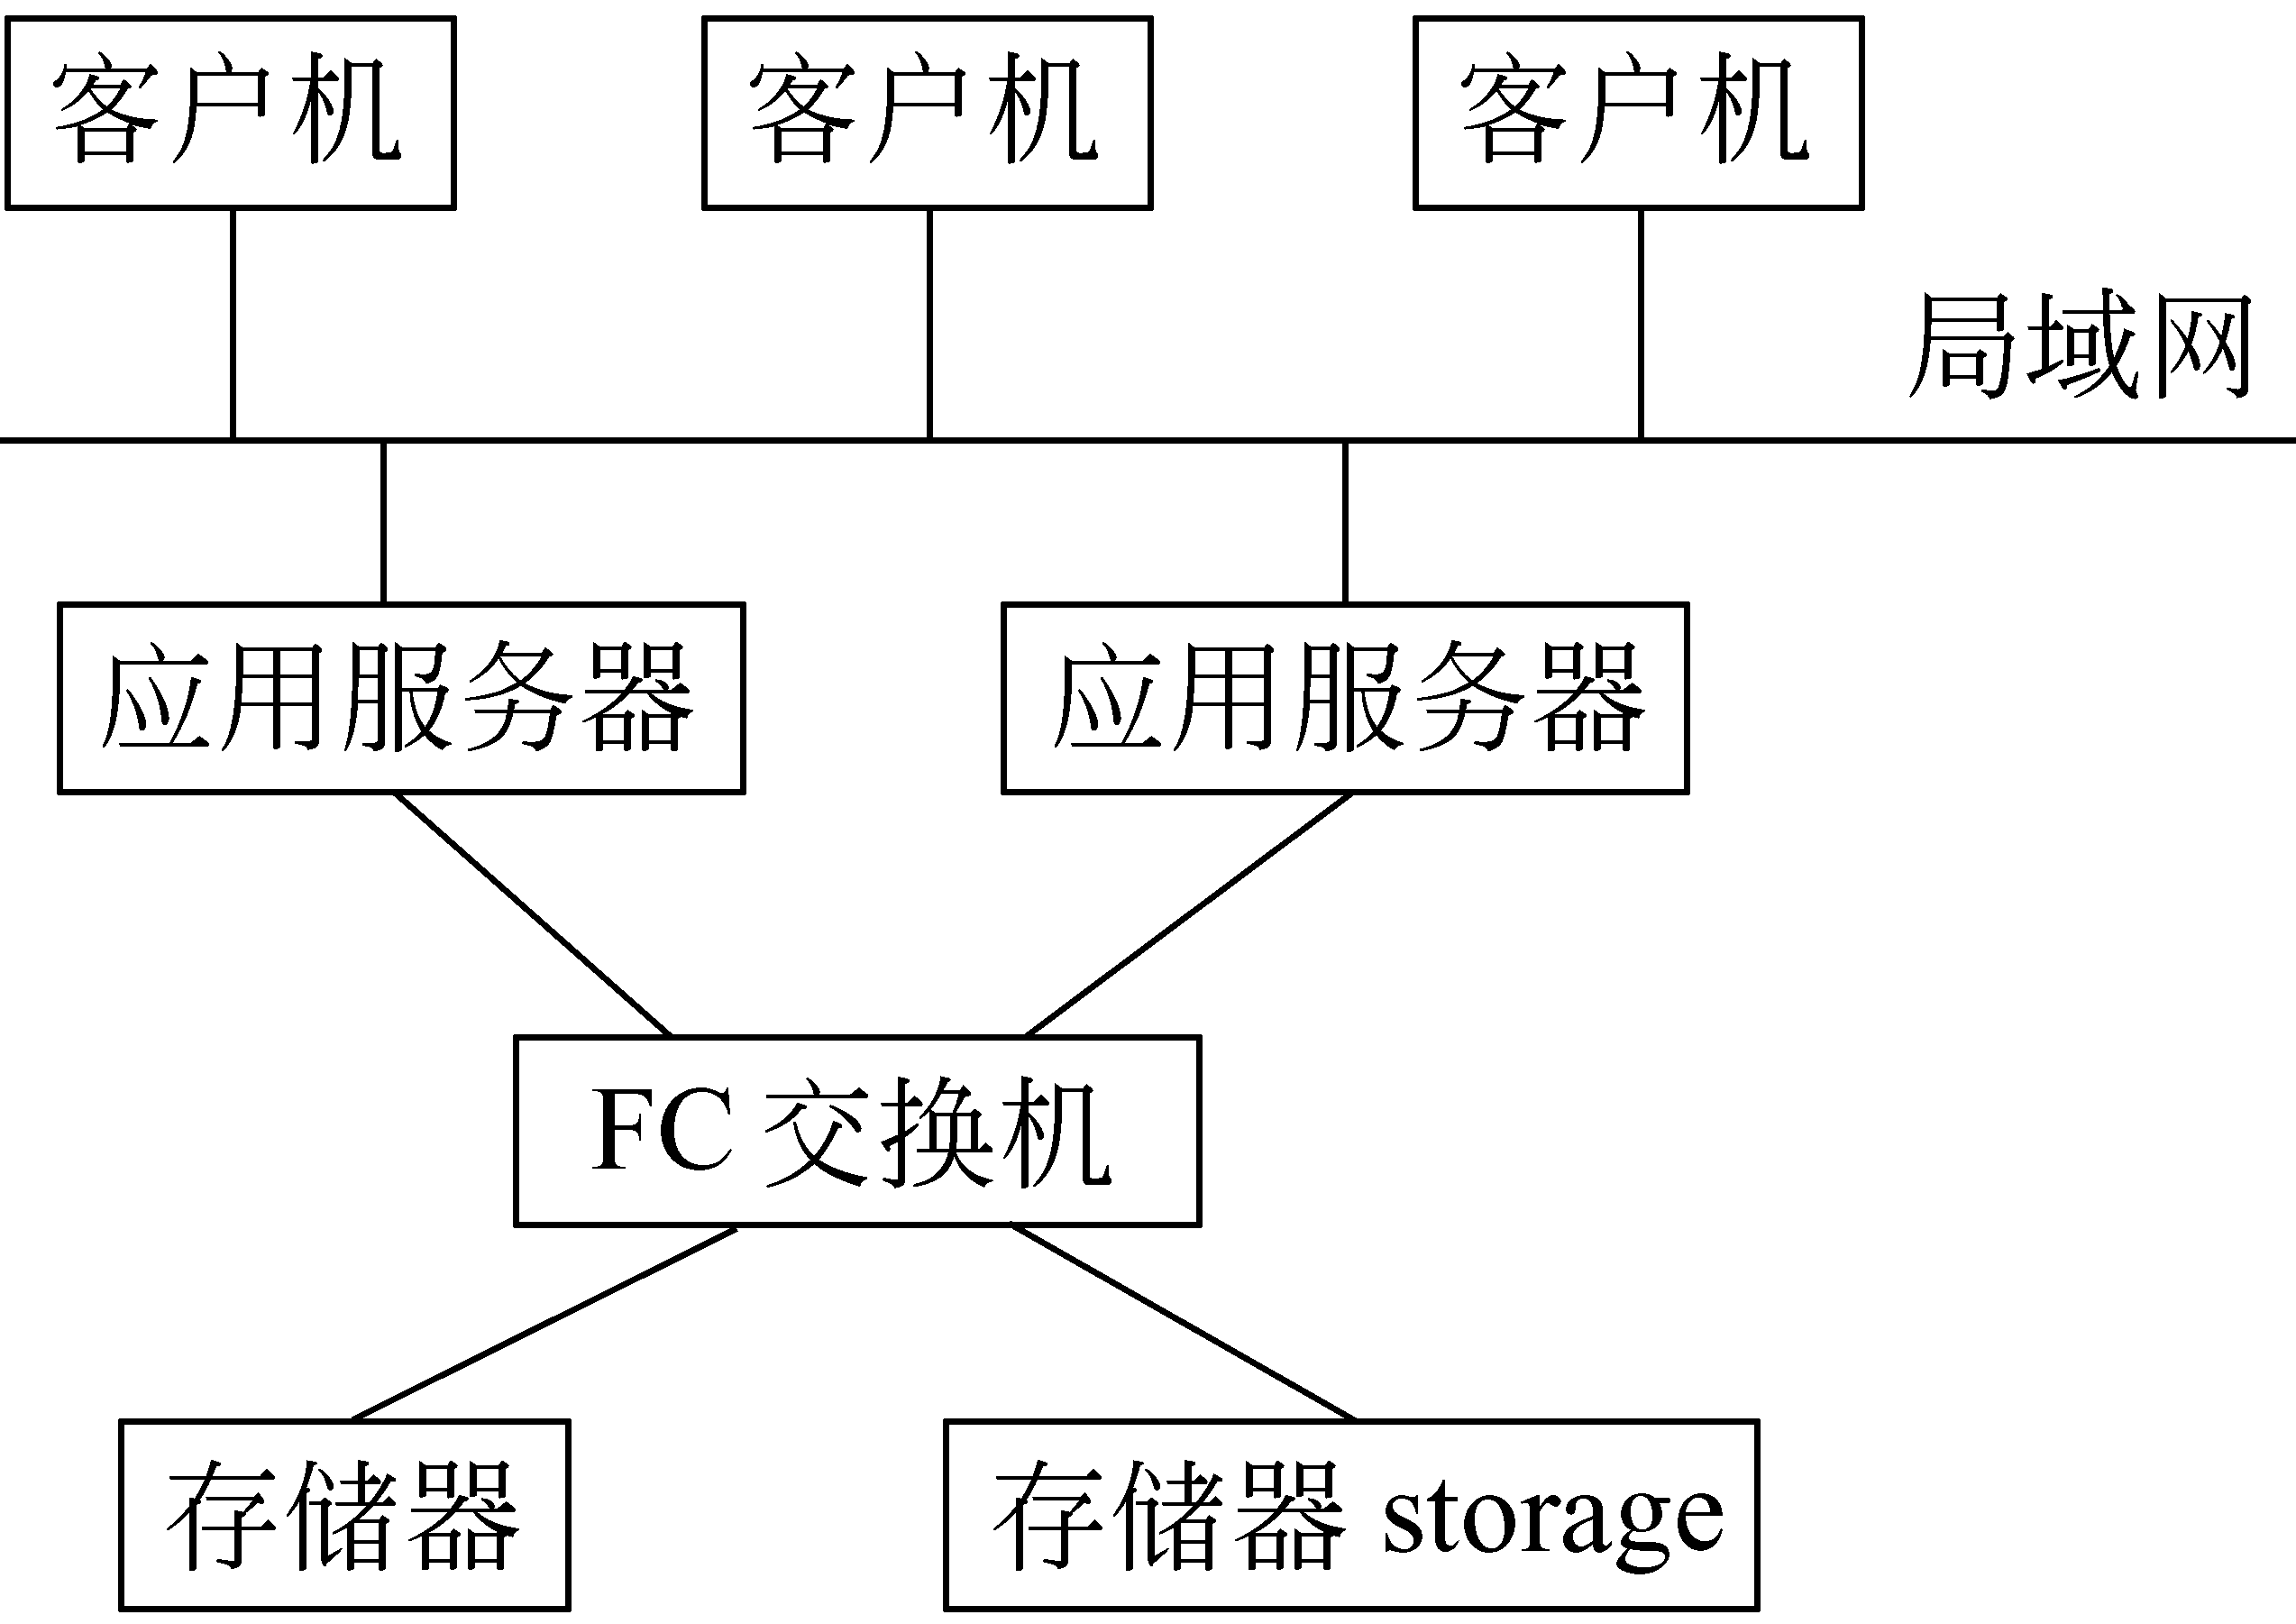 客户机
客户机
客户机
局域网
应用服务器
应用服务器
FC 交换机
存储器
存储器 storage